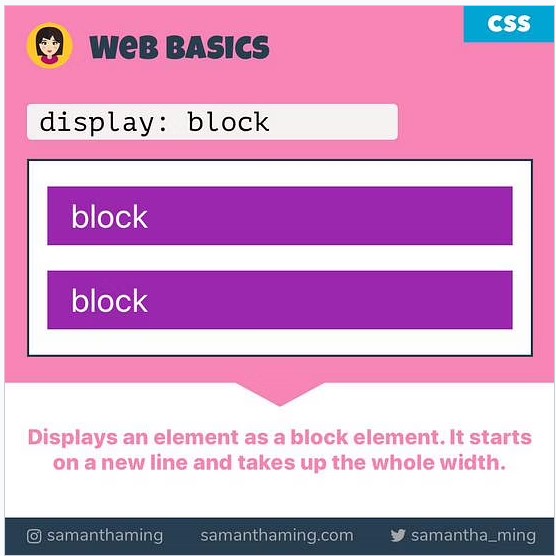 CSS
WEB BASICS
display: block
block
block
Displays an element as a block element. It starts
on a new line and takes up the whole width.
samanthaming samanthaming.com samantha_ming